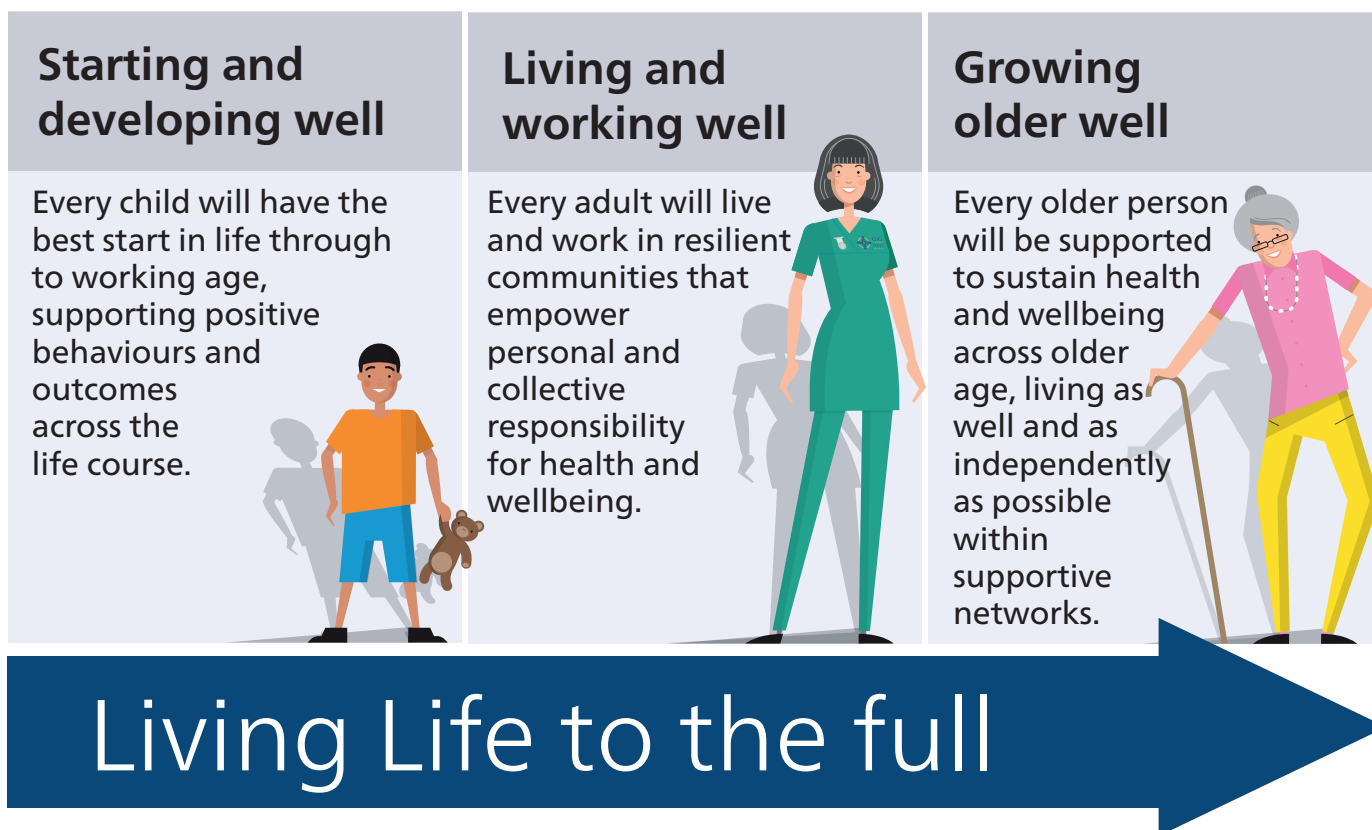 Starting and
developing well
Every child will have the
best start in life through
to working age,
supporting positive
behaviours and
outcomes
across the
life course.
Living and
working well
Every adult will live
and work in resilient
communities that
empower
personal and
collective
responsibility
for health and
wellbeing.
Growing
older well
Every older person
will be supported
to sustain health
and wellbeing
across older
age, living as
well and as
independently
as possible
within
supportive
networks.
Living Life to the full